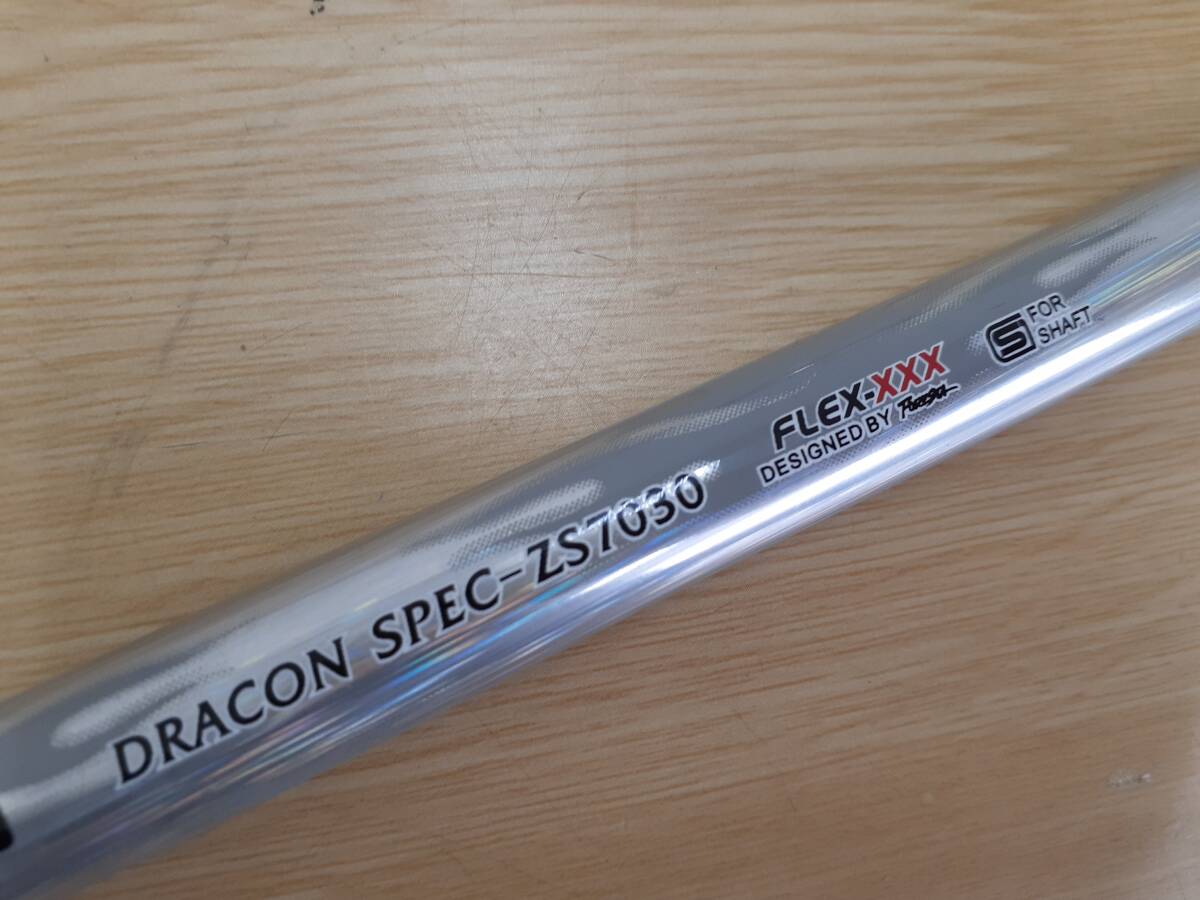 DRACON SPEC-ZS7030
FLEX-XXX
DESIGNED BY
S
FOR
SHAFT